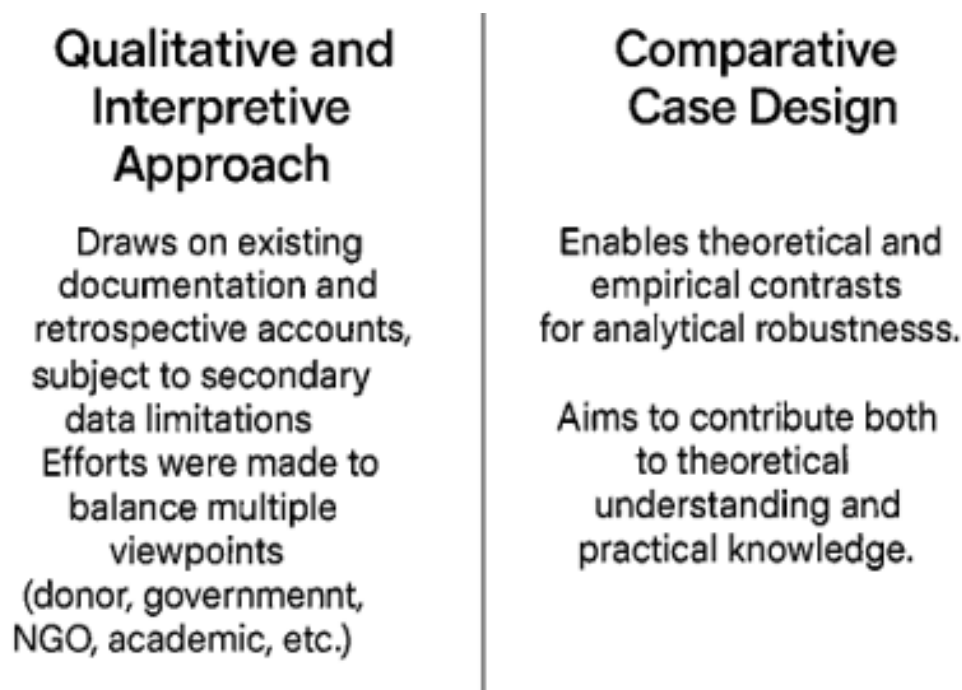 Qualitative and
Interpretive
Approach
Draws on existing
documentation and
retrospective accounts,
subject to secondary
data limitations
Efforts were made to
balance multiple
viewpoints
(donor, governmennt,
NGO, academic, etc.)
Comparative
Case Design
Enables theoretical and
empirical contrasts
for analytical robustnesss.
Aims to contribute both
to theoretical
understanding and
practical knowledge.